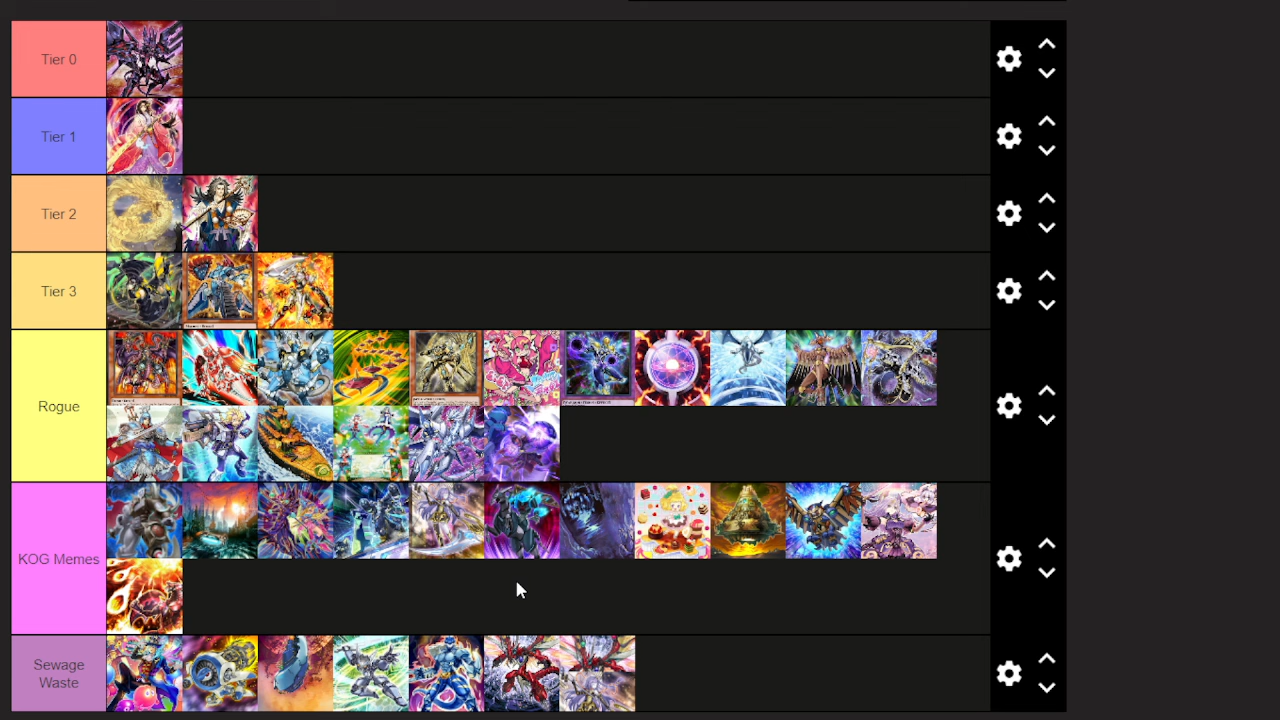 Tier 0
Tier 1
Tier 2
Tier 3
Rogue
KOG Memes
Sewage
Waste